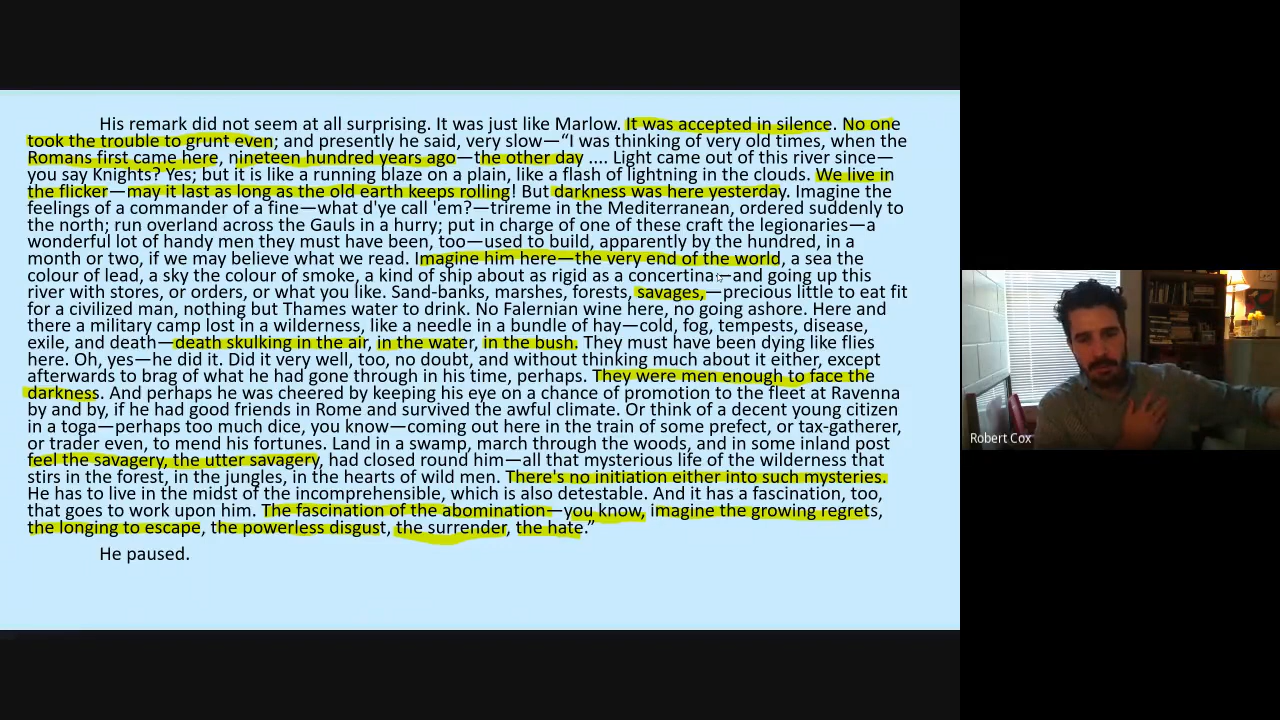 His remark did not seem at all surprising. It was just like Marlow. It was accepted in silence. No one
took the trouble to grunt even; and presently he said, very slow—“I was thinking of very old times, when the
Romans first came here, nineteen hundred years ago—the other day .... Light came out of this river since—
you say Knights? Yes; but it is like a running blaze on a plain, like a flash of lightning in the clouds. We live in
the flicker—may it last as long as the old earth keeps rolling! But darkness was here yesterday. Imagine the
feelings of a commander of a fine—what d'ye call 'em?—trireme in the Mediterranean, ordered suddenly to
the north; run overland across the Gauls in a hurry; put in charge of one of these craft the legionaries—a
wonderful lot of handy men they must have been, too—used to build, apparently by the hundred, in a
month or two, if we may believe what we read. Imagine him here—the very end of the world, a sea the
colour of lead, a sky the colour of smoke, a kind of ship about as rigid as a concertina—and going up this
river with stores, or orders, or what you like. Sand-banks, marshes, forests, savages,—precious little to eat fit
for a civilized man, nothing but Thames water to drink. No Falernian wine here, no going ashore. Here and
there a military camp lost in a wilderness, like a needle in a bundle of hay—cold, fog, tempests, disease,
exile, and death—death skulking in the air, in the water, in the bush. They must have been dying like flies
here. Oh, yes—he did it. Did it very well, too, no doubt, and without thinking much about it either, except
afterwards to brag of what he had gone through in his time, perhaps. They were men enough to face the
darkness. And perhaps he was cheered by keeping his eye on a chance of promotion to the fleet at Ravenna
by and by, if he had good friends in Rome and survived the awful climate. Or think of a decent young citizen
in a toga—perhaps too much dice, you know—coming out here in the train of some prefect, or tax-gatherer,
or trader even, to mend his fortunes. Land in a swamp, march through the woods, and in some inland post
feel the savagery, the utter savagery, had closed round him—all that mysterious life of the wilderness that
stirs in the forest, in the jungles, in the hearts of wild men. There's no initiation either into such mysteries.
He has to live in the midst of the incomprehensible, which is also detestable. And it has a fascination, too,
that goes to work upon him. The fascination of the abomination—you know, imagine the growing regrets,
the longing to escape, the powerless disgust, the surrender, the hate.”
He paused.
Robert Cox